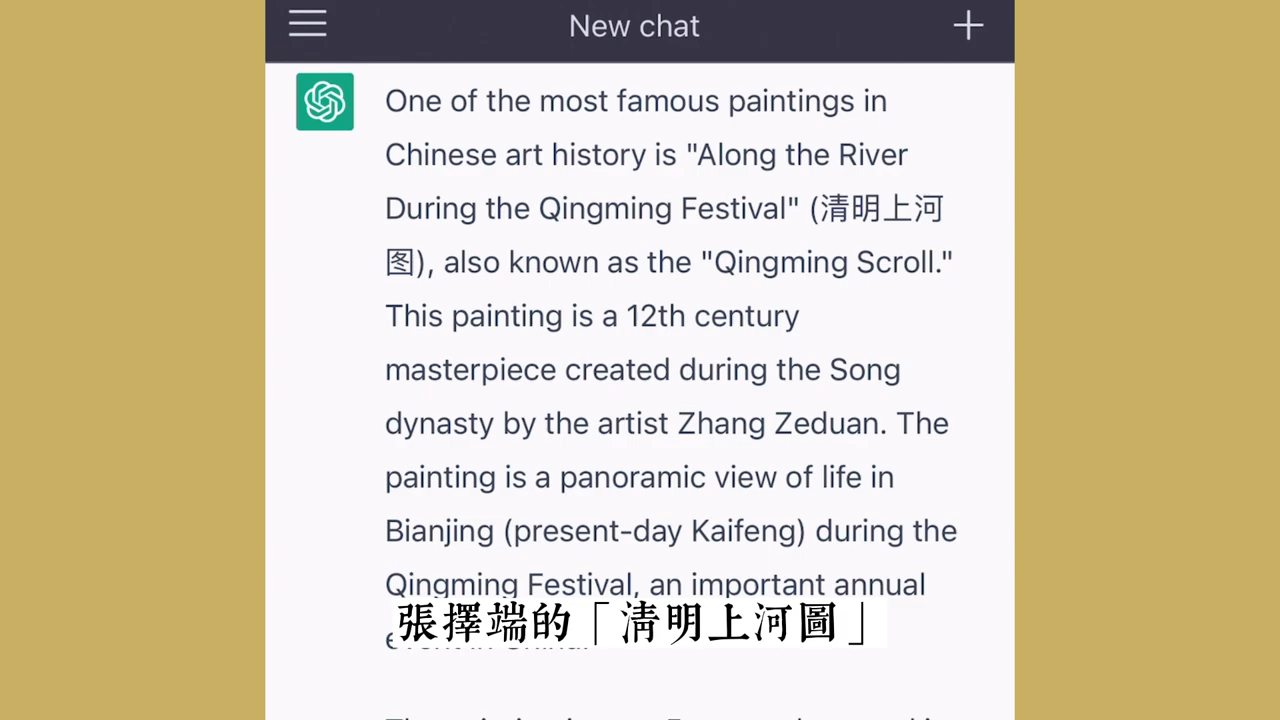 New chat
One of the most famous paintings in
Chinese art history is "Along the River
During the Qingming Festival" (清明上河
图), also known as the "Qingming Scroll."
This painting is a 12th century
masterpiece created during the Song
dynasty by the artist Zhang Zeduan. The
painting is a panoramic view of life in
Bianjing (present-day Kaifeng) during the
Qingming Festival, an important annual
張擇端的「清明上河圖」